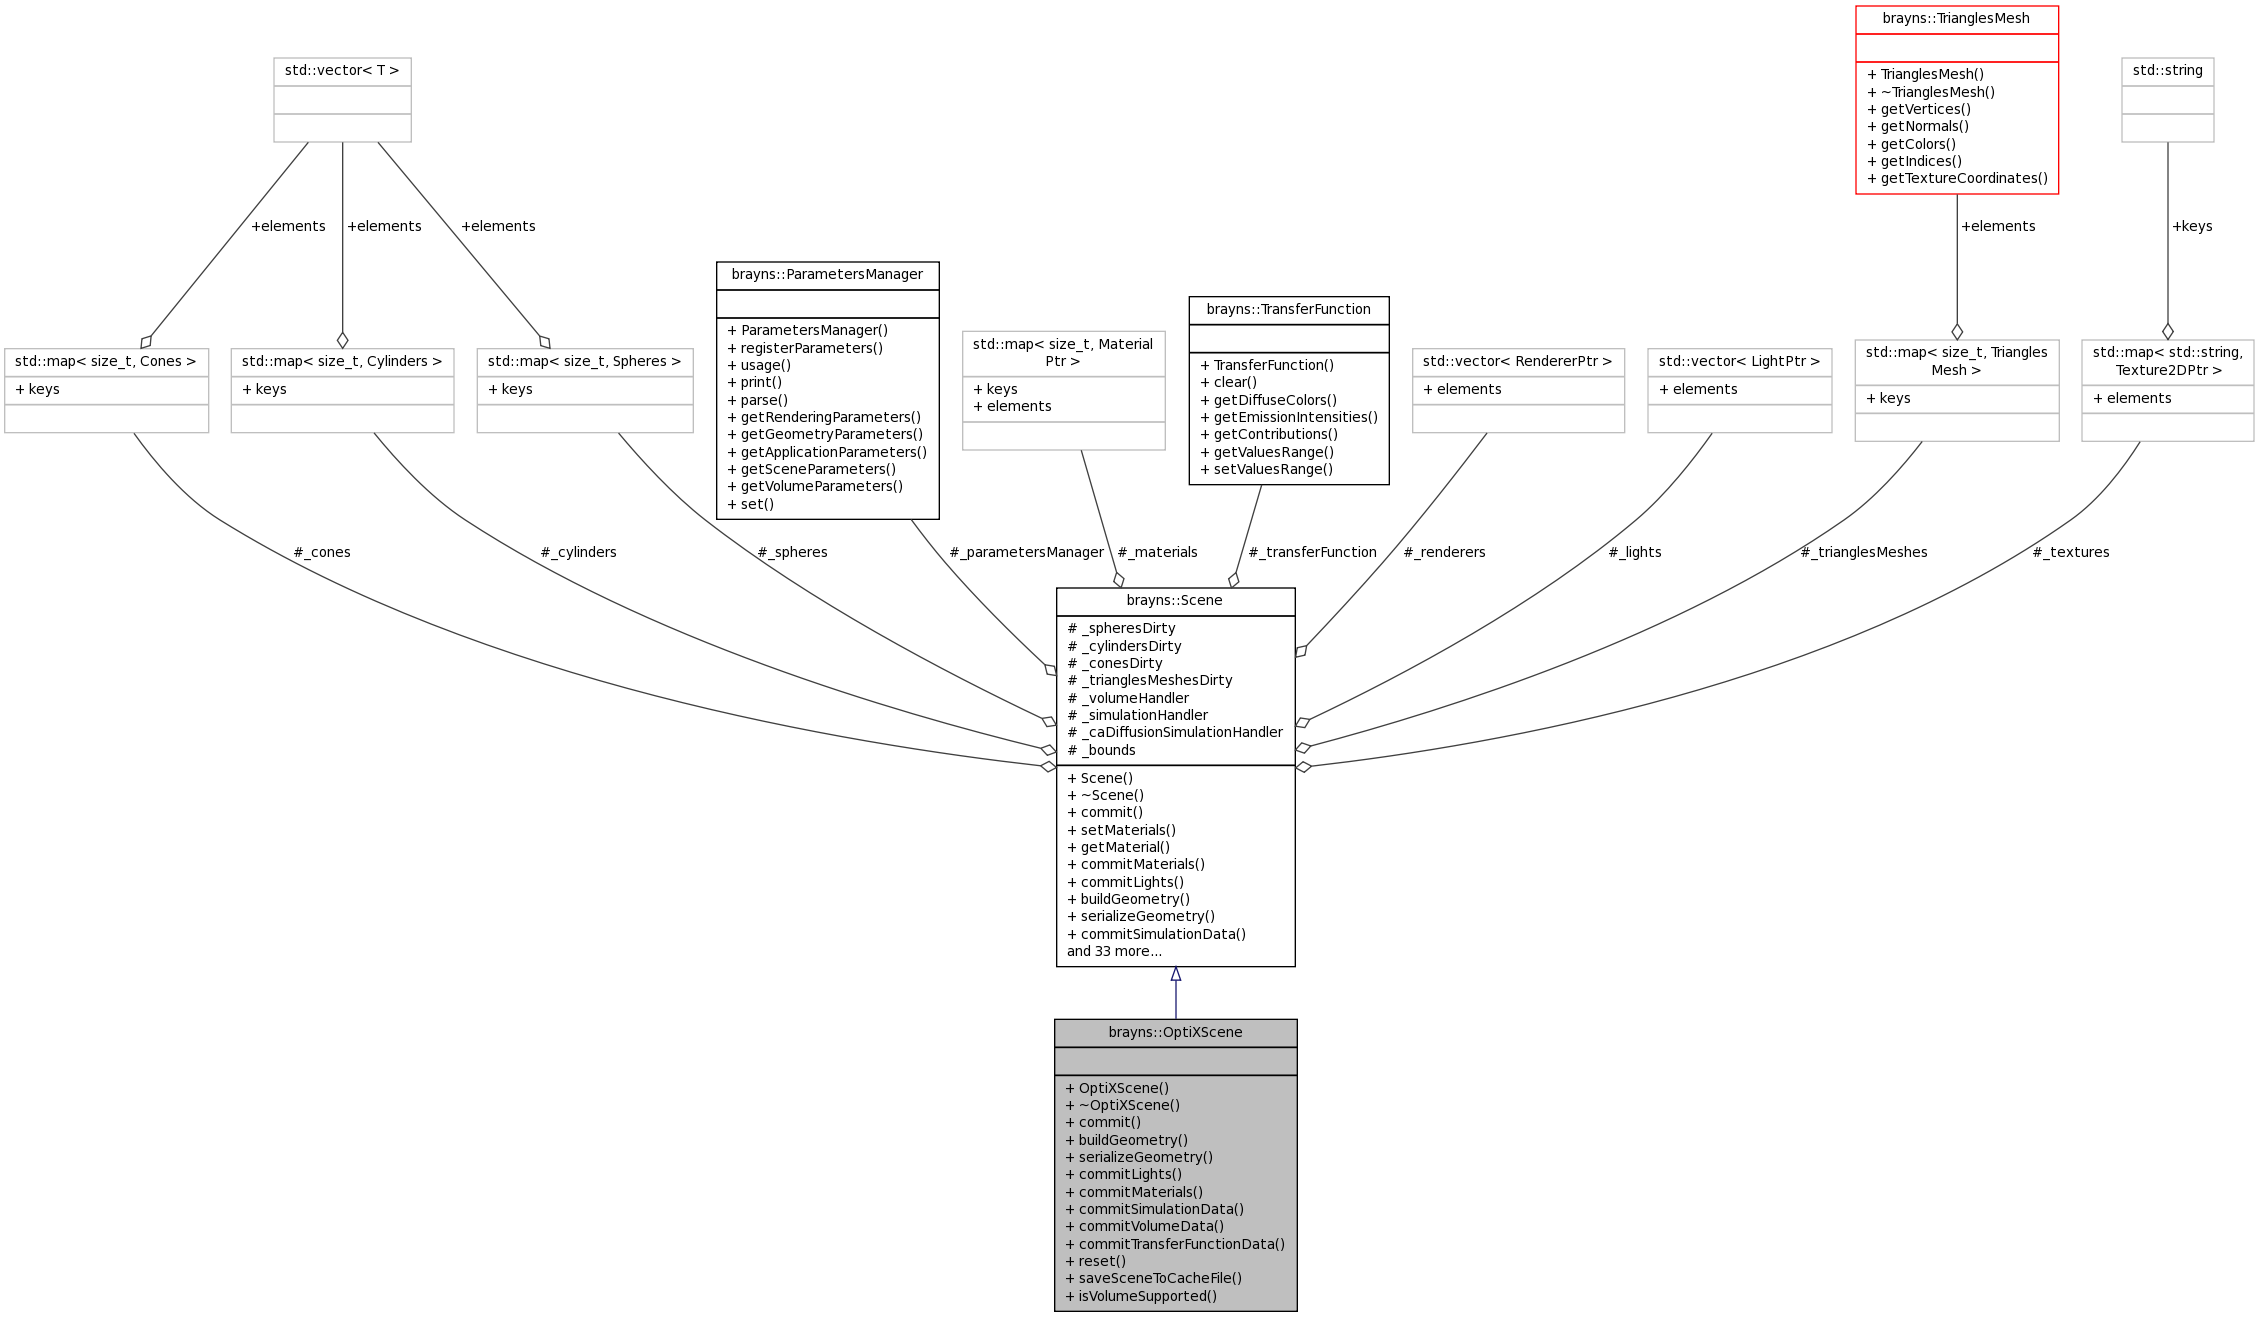 brayns::TrianglesMesh
+ TrianglesMesh()
+ ~TrianglesMesh()
+ getVertices()
+ getNormals()
+ getColors()
+ getIndices()
+ getTextureCoordinates()
std::vector< T >
std::string
+elements
+elements
+elements
+elements
+keys
brayns::ParametersManager
+ ParametersManager()
+ registerParameters()
+ usage()
+ print()
+ parse()
+ getRenderingParameters()
+ getGeometryParameters()
+ getApplicationParameters()
+ getSceneParameters()
+ getVolumeParameters()
+ set()
brayns::TransferFunction
+ TransferFunction()
+ clear()
+ getDiffuseColors()
+ getEmissionIntensities()
+ getContributions()
+ getValuesRange()
+ setValuesRange()
std::map< size_t, Cones >
+ keys
std::map< size_t, Cylinders >
+ keys
std::map< size_t, Spheres >
+ keys
std::map< size_t, Material
Ptr >
+ keys
+ elements
std::vector< RendererPtr >
+ elements
std::vector< LightPtr >
+ elements
std::map< size_t, Triangles
Mesh >
+ keys
std::map< std::string,
Texture2DPtr >
+ elements
#_cones
#_cylinders
#_spheres
#_parametersManager
#_materials
#_transferFunction
#_renderers
#_lights
#_trianglesMeshes
#_textures
brayns::Scene
# _spheresDirty
# _cylindersDirty
# _conesDirty
# _trianglesMeshesDirty
# _volumeHandler
# _simulationHandler
# _caDiffusionSimulationHandler
# _bounds
+ Scene()
+ ~Scene()
+ commit()
+ setMaterials()
+ getMaterial()
+ commitMaterials()
+ commitLights()
+ buildGeometry()
+ serializeGeometry()
+ commitSimulationData()
and 33 more...
brayns::OptiXScene
+ OptiXScene()
+ ~OptiXScene()
+ commit()
+ buildGeometry()
+ serializeGeometry()
+ commitLights()
+ commitMaterials()
+ commitSimulationData()
+ commitVolumeData()
+ commitTransferFunctionData()
+ reset()
+ saveSceneToCacheFile()
+ isVolumeSupported()